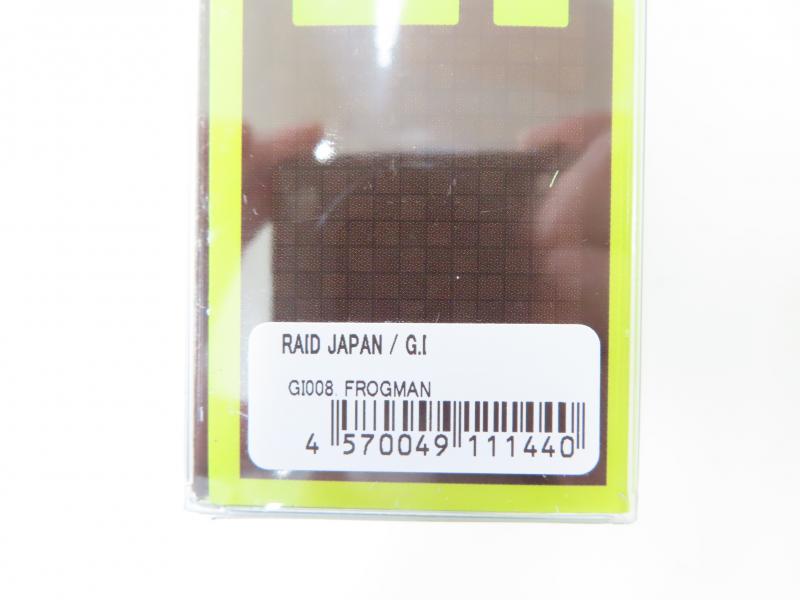 RAID JAPAN / G.I
GI008. FROGMAN
4 570049 111440